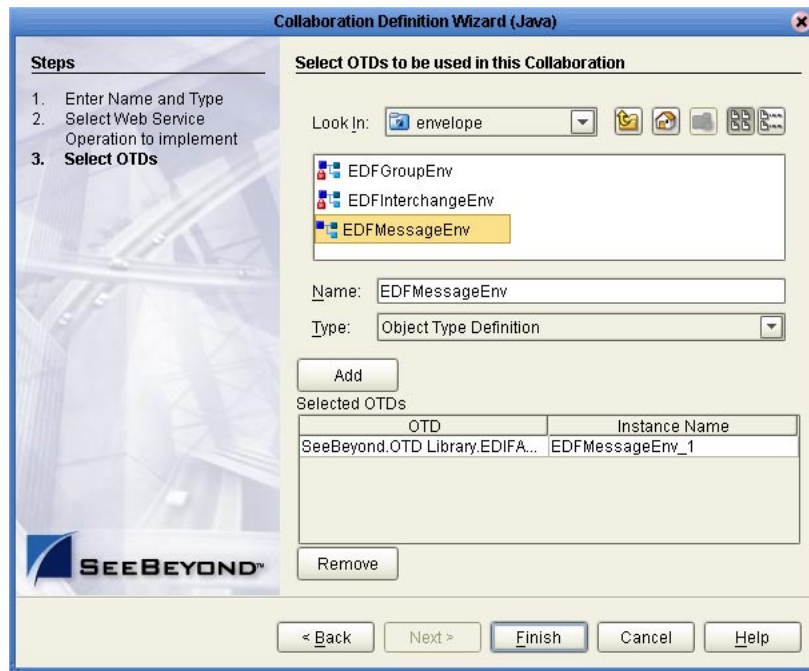 Collaboration Definition Wizard (Java)
Steps
1. Enter Name and Type
2. Select Web Service
Operation to implement
3. Select OTDs
Select OTDs to be used in this Collaboration
Look In: envelope
EDFGroupEnv
EDFInterchangeEnv
EDFMessageEnv
Name: EDFMessageEnv
Type: Object Type Definition
Add
Selected OTDs
OTD Instance Name
SeeBeyond.OTD Library.EDIFA... EDFMessageEnv_1
Remove
SEEBEYOND™
< Back Next > Finish Cancel Help